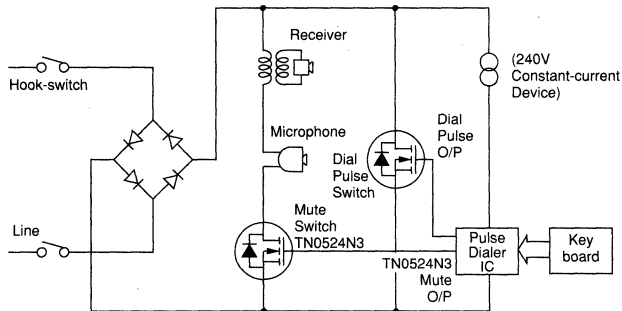 Receiver
Hook-switch
(240V
Constant-current
Device)
Microphone
Dial
Pulse
O/P
Dial
Pulse
Switch
Mute
Switch
TN0524N3
Line
Pulse
Dialer
IC
Key
board
TN0524N3
Mute
O/P